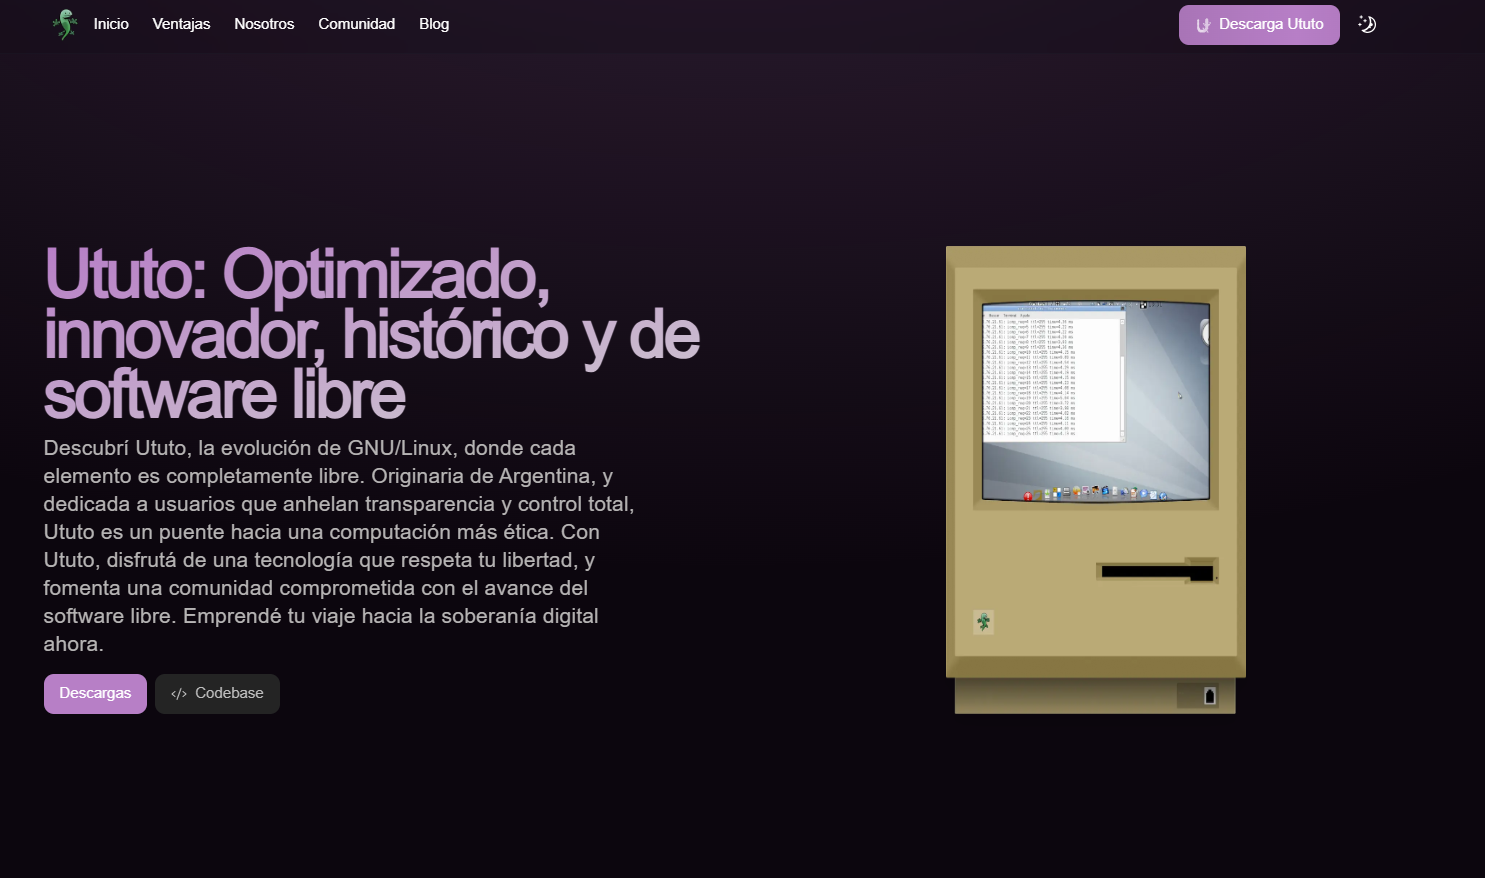 Inicio Ventajas Nosotros Comunidad Blog Descarga Ututo
Ututo: Optimizado,
innovador, histórico y de
software libre
Descubrí Ututo, la evolución de GNU/Linux, donde cada
elemento es completamente libre. Originaria de Argentina, y
dedicada a usuarios que anhelan transparencia y control total,
Ututo es un puente hacia una computación más ética. Con
Ututo, disfrutá de una tecnología que respeta tu libertad, y
fomenta una comunidad comprometida con el avance del
software libre. Emprendé tu viaje hacia la soberanía digital
ahora.
Descargas </> Codebase